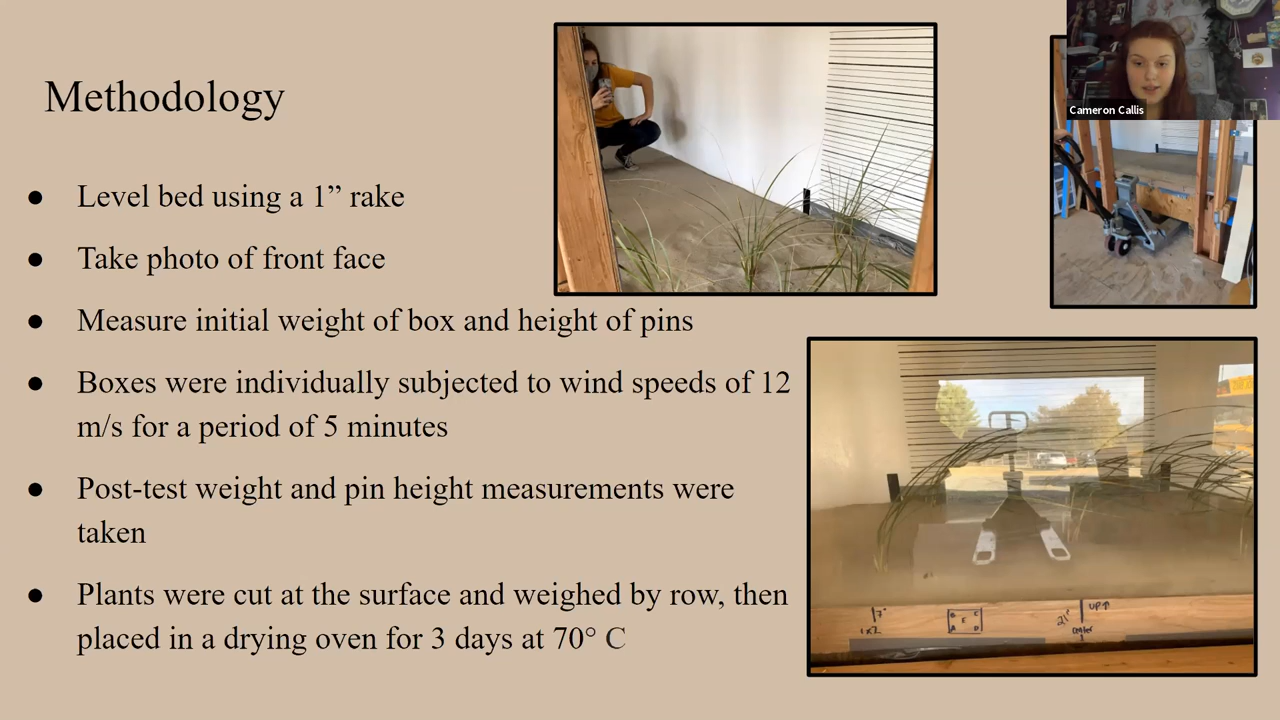 Methodology
● Level bed using a 1” rake
● Take photo of front face
● Measure initial weight of box and height of pins
● Boxes were individually subjected to wind speeds of 12
m/s for a period of 5 minutes
● Post-test weight and pin height measurements were
taken
● Plants were cut at the surface and weighed by row, then
placed in a drying oven for 3 days at 70° C
Cameron Callis
UP↑
center